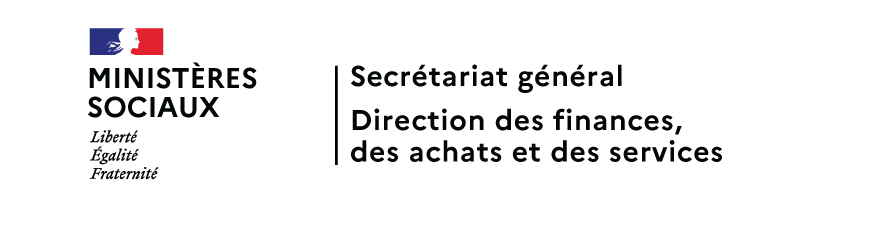 MINISTÈRES
SOCIAUX
Liberté
Égalité
Fraternité
Secrétariat général
Direction des finances,
des achats et des services